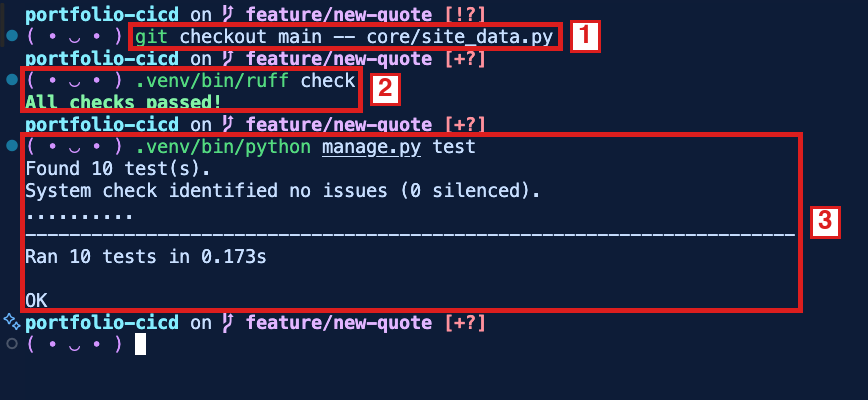 portfolio-cicd on feature/new-quote [!?]
( • ◡ • ) git checkout main -- core/site_data.py
1
portfolio-cicd on feature/new-quote [+?]
( • ◡ • ) .venv/bin/ruff check
2
All checks passed!
portfolio-cicd on feature/new-quote [+?]
( • ◡ • ) .venv/bin/python manage.py test
Found 10 test(s).
System check identified no issues (0 silenced).
..........
----------------------------------------------------------------------
3
Ran 10 tests in 0.173s
OK
portfolio-cicd on feature/new-quote [+?]
( • ◡ • )